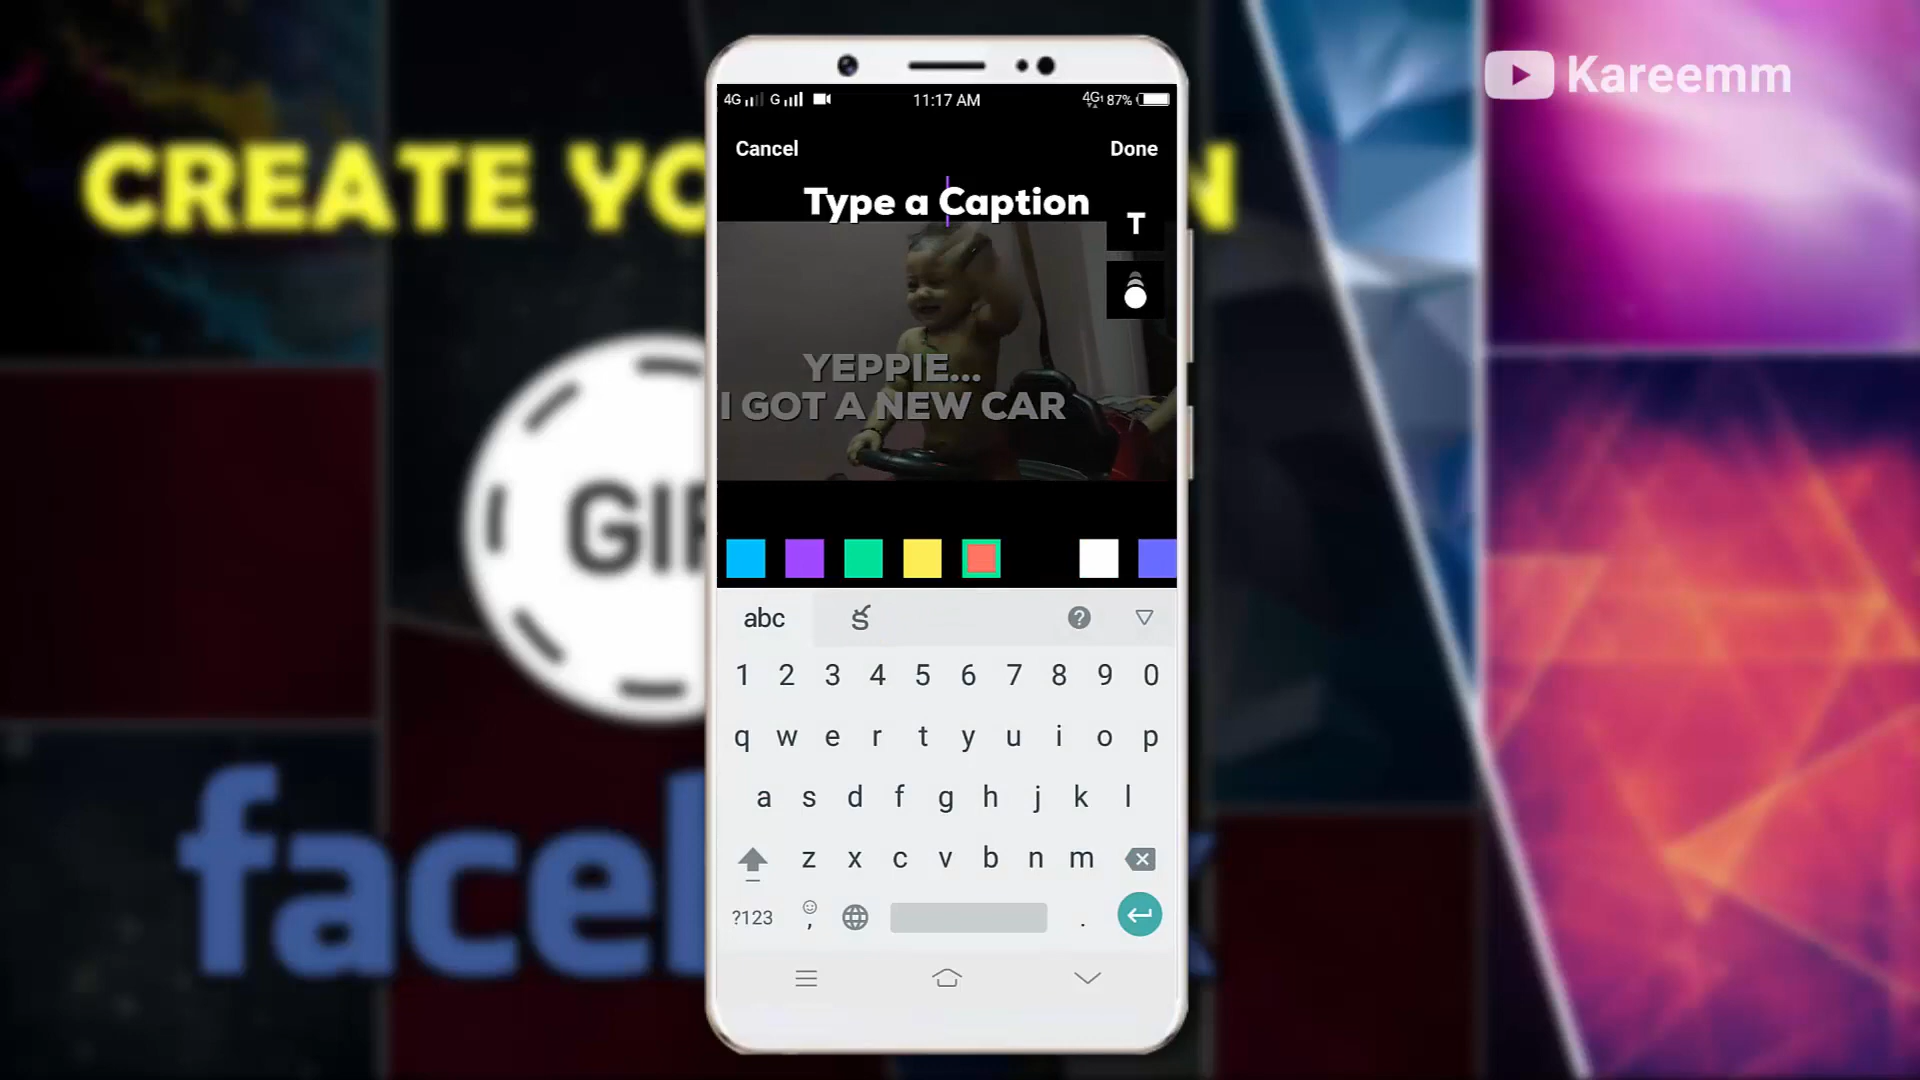 Kareemm
4G G 11:17 AM 4G 87%
Cancel Done
CREATE YO N
Type a Caption
T
YEPPIE...
I GOT A NEW CAR
GIF
abc క
1 2 3 4 5 6 7 8 9 0
q w e r t y u i o p
a s d f g h j k l
z x c v b n m
?123 , .